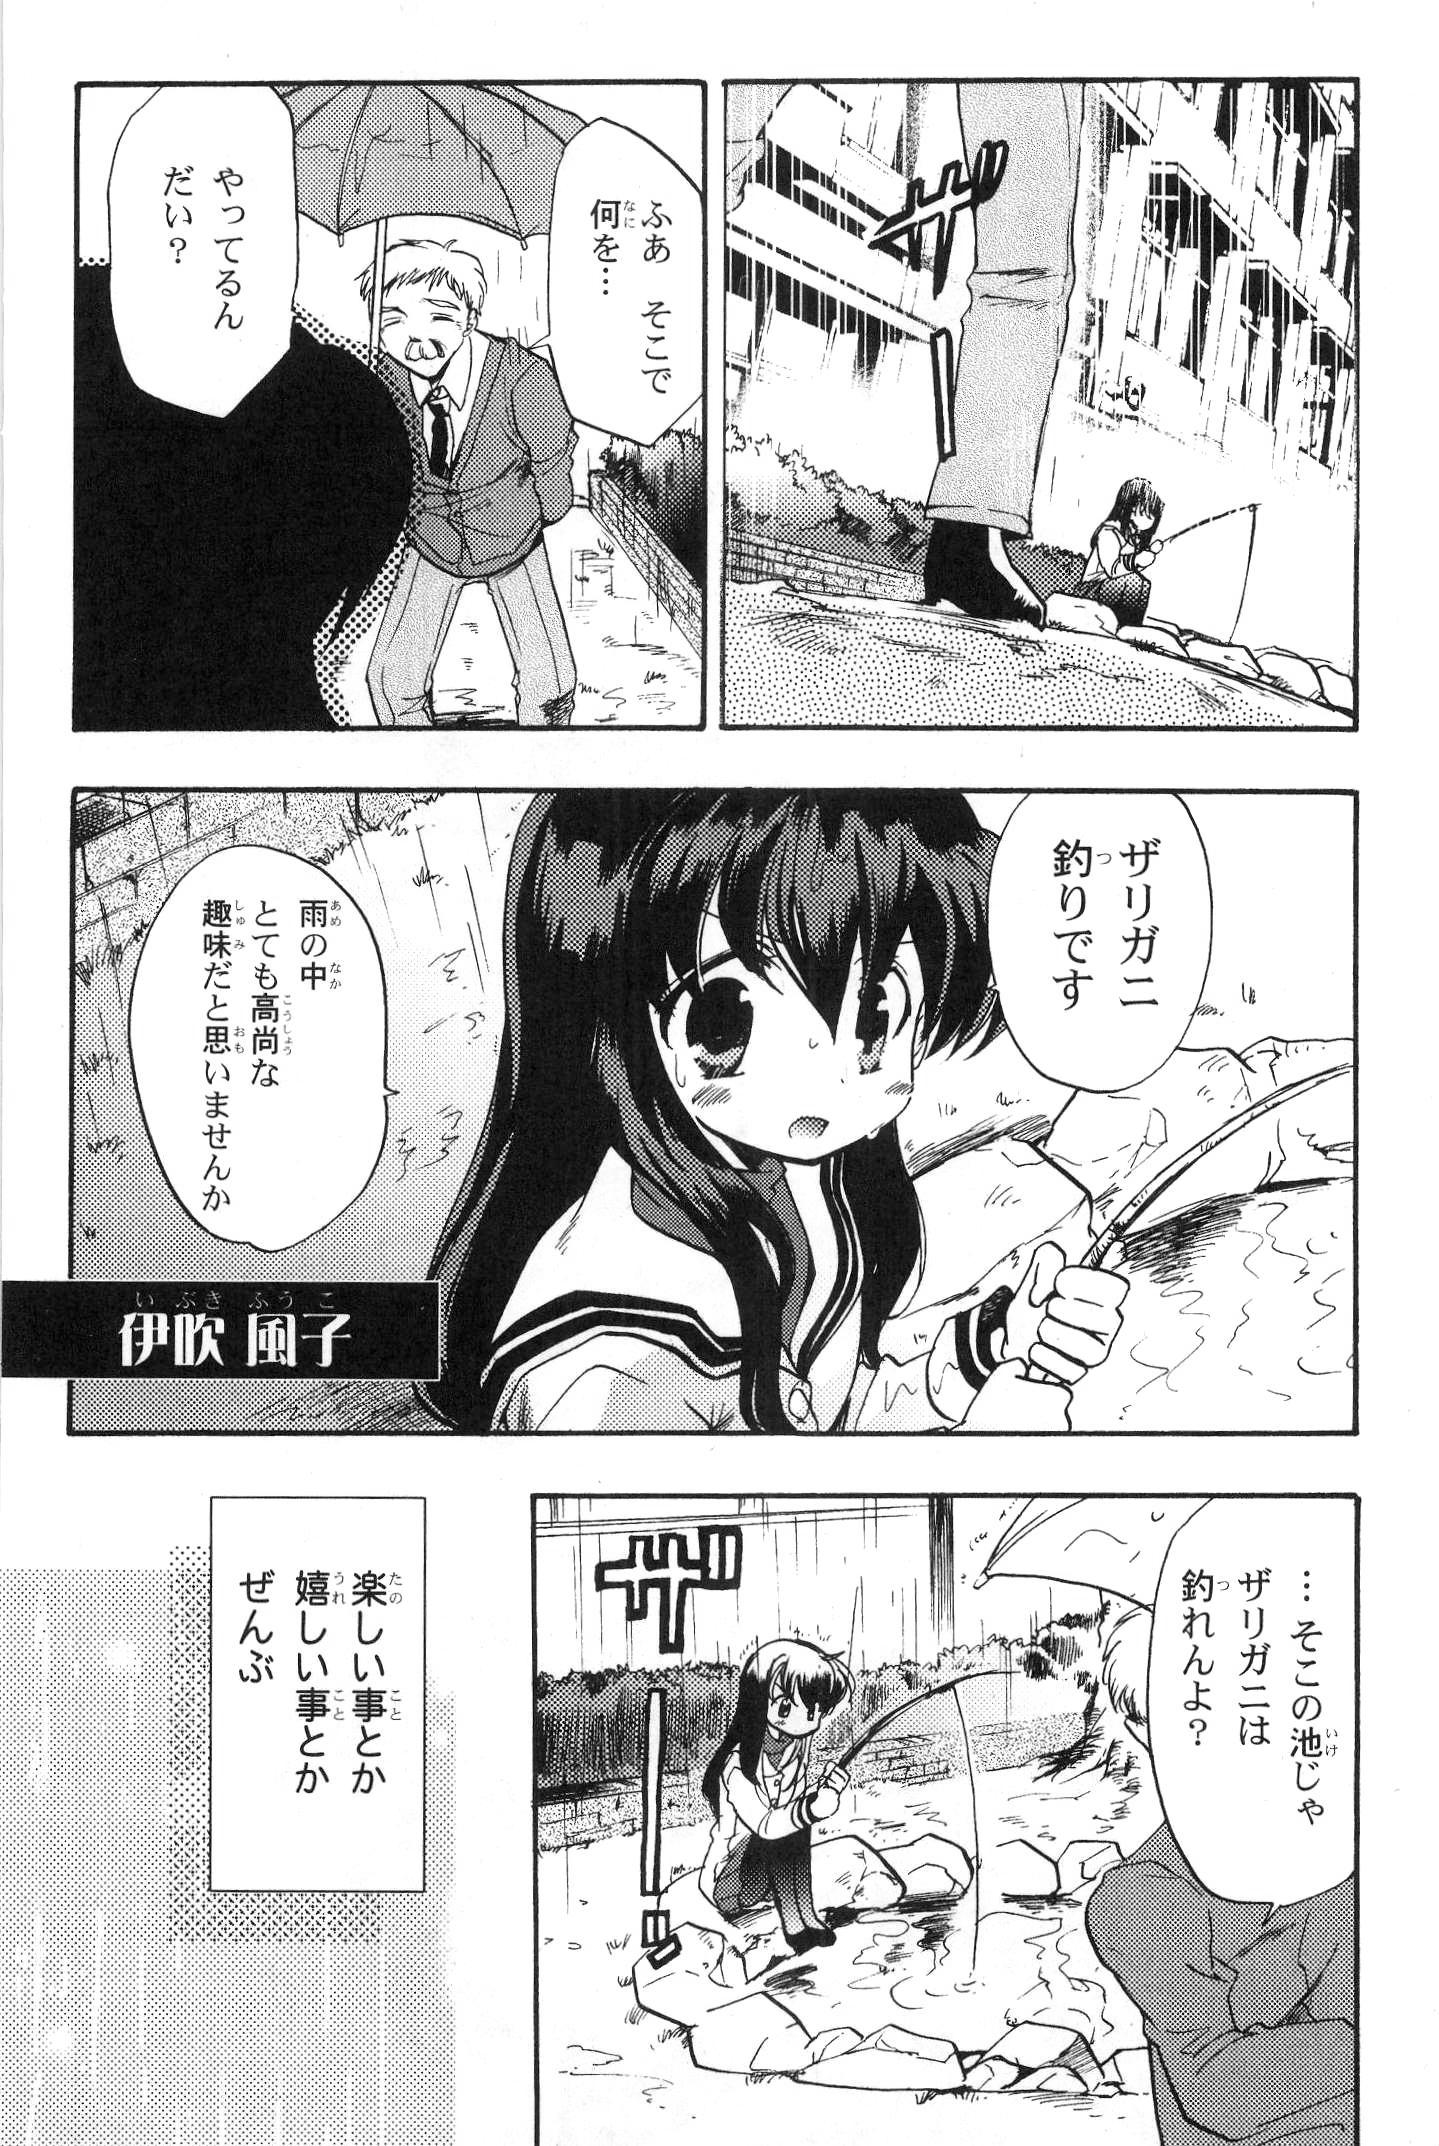 ザーー
ふあ　そこで
何を…
やってるん
だい？
ザリガニ
釣りです
雨の中
とても高尚な
趣味だと思いませんか
伊吹 風子
…そこの池じゃ
ザリガニは
釣れんよ？
ザーー
楽しい事とか
嬉しい事とか
ぜんぶ